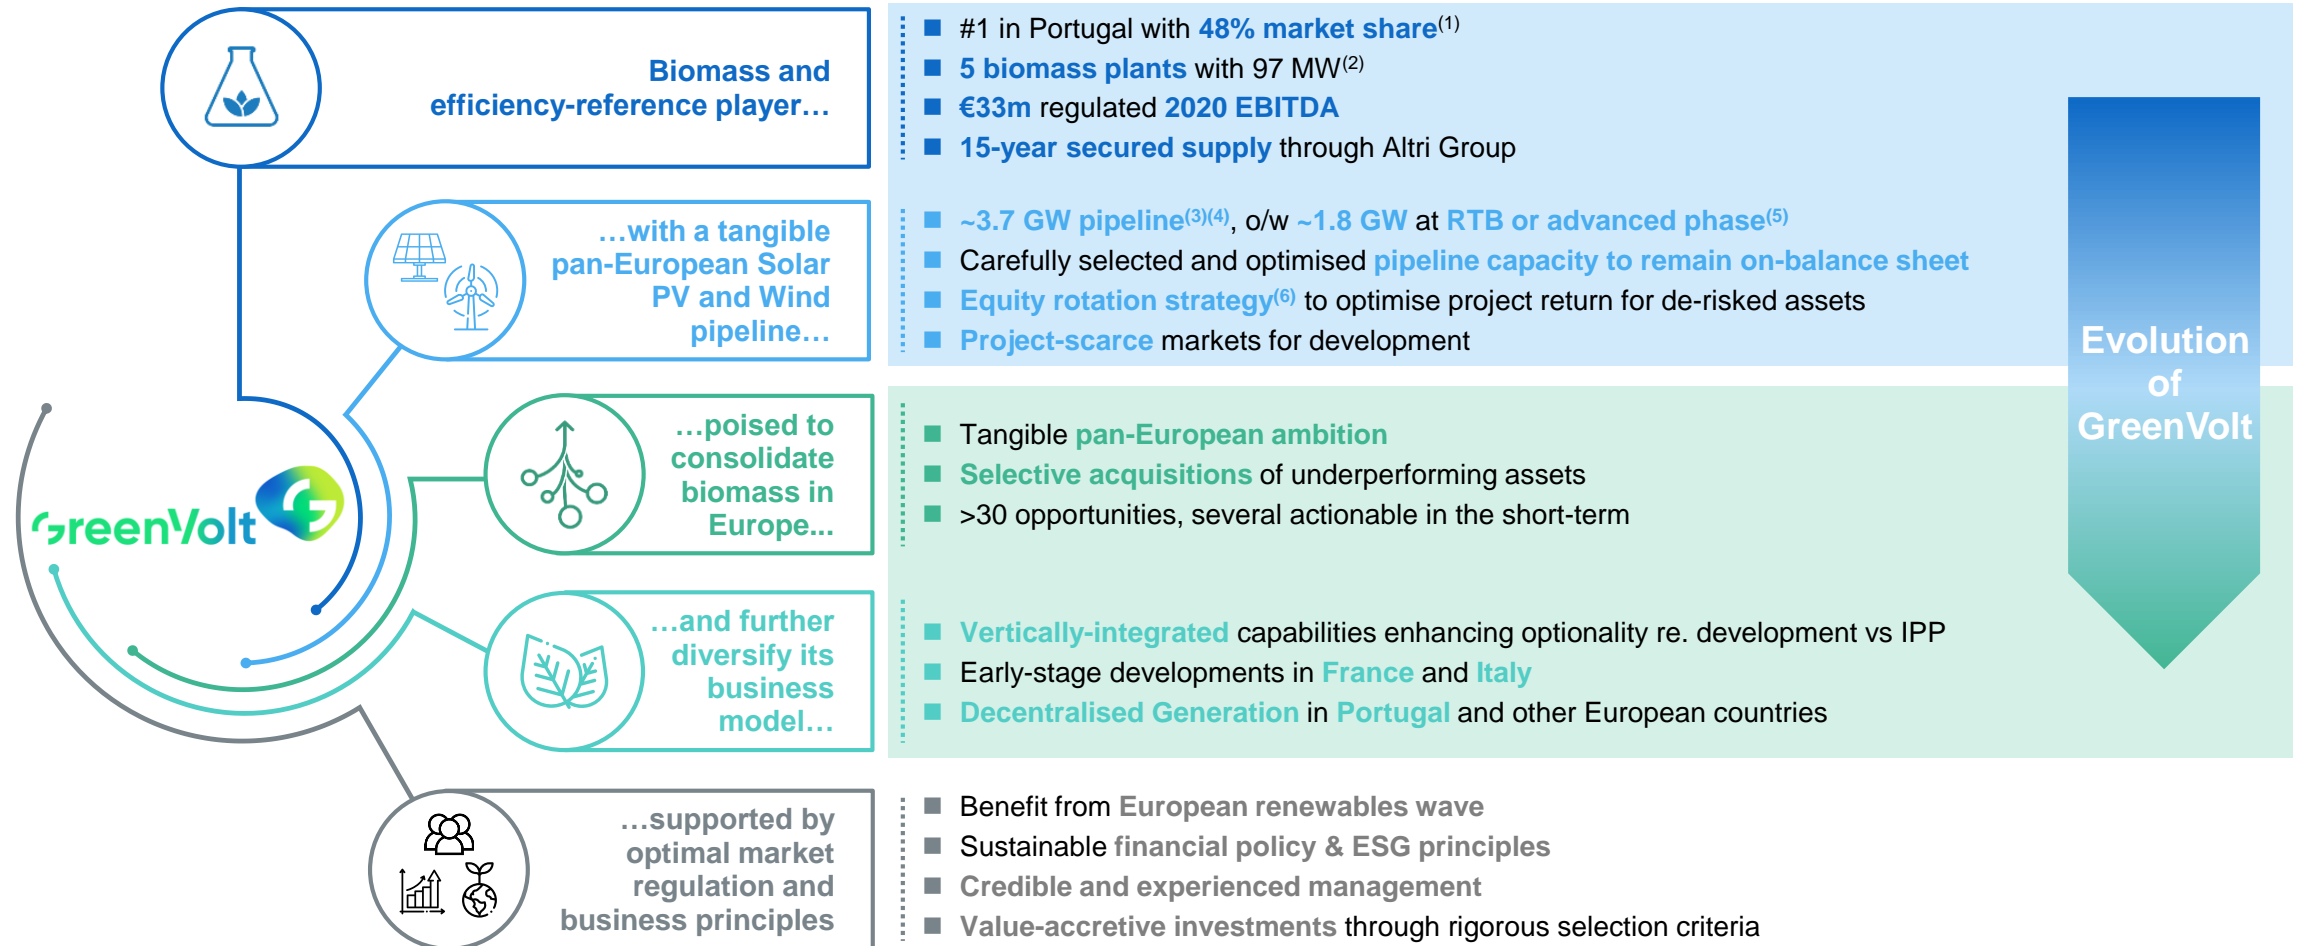 GreenVolt
Biomass and
efficiency-reference player…
#1 in Portugal with 48% market share(1)
5 biomass plants with 97 MW(2)
€33m regulated 2020 EBITDA
15-year secured supply through Altri Group
…with a tangible
pan-European Solar
PV and Wind
pipeline…
~3.7 GW pipeline(3)(4), o/w ~1.8 GW at RTB or advanced phase(5)
Carefully selected and optimised pipeline capacity to remain on-balance sheet
Equity rotation strategy(6) to optimise project return for de-risked assets
Project-scarce markets for development
…poised to
consolidate
biomass in
Europe...
Tangible pan-European ambition
Selective acquisitions of underperforming assets
>30 opportunities, several actionable in the short-term
…and further
diversify its
business
model…
Vertically-integrated capabilities enhancing optionality re. development vs IPP
Early-stage developments in France and Italy
Decentralised Generation in Portugal and other European countries
…supported by
optimal market
regulation and
business principles
Benefit from European renewables wave
Sustainable financial policy & ESG principles
Credible and experienced management
Value-accretive investments through rigorous selection criteria
Evolution
of
GreenVolt